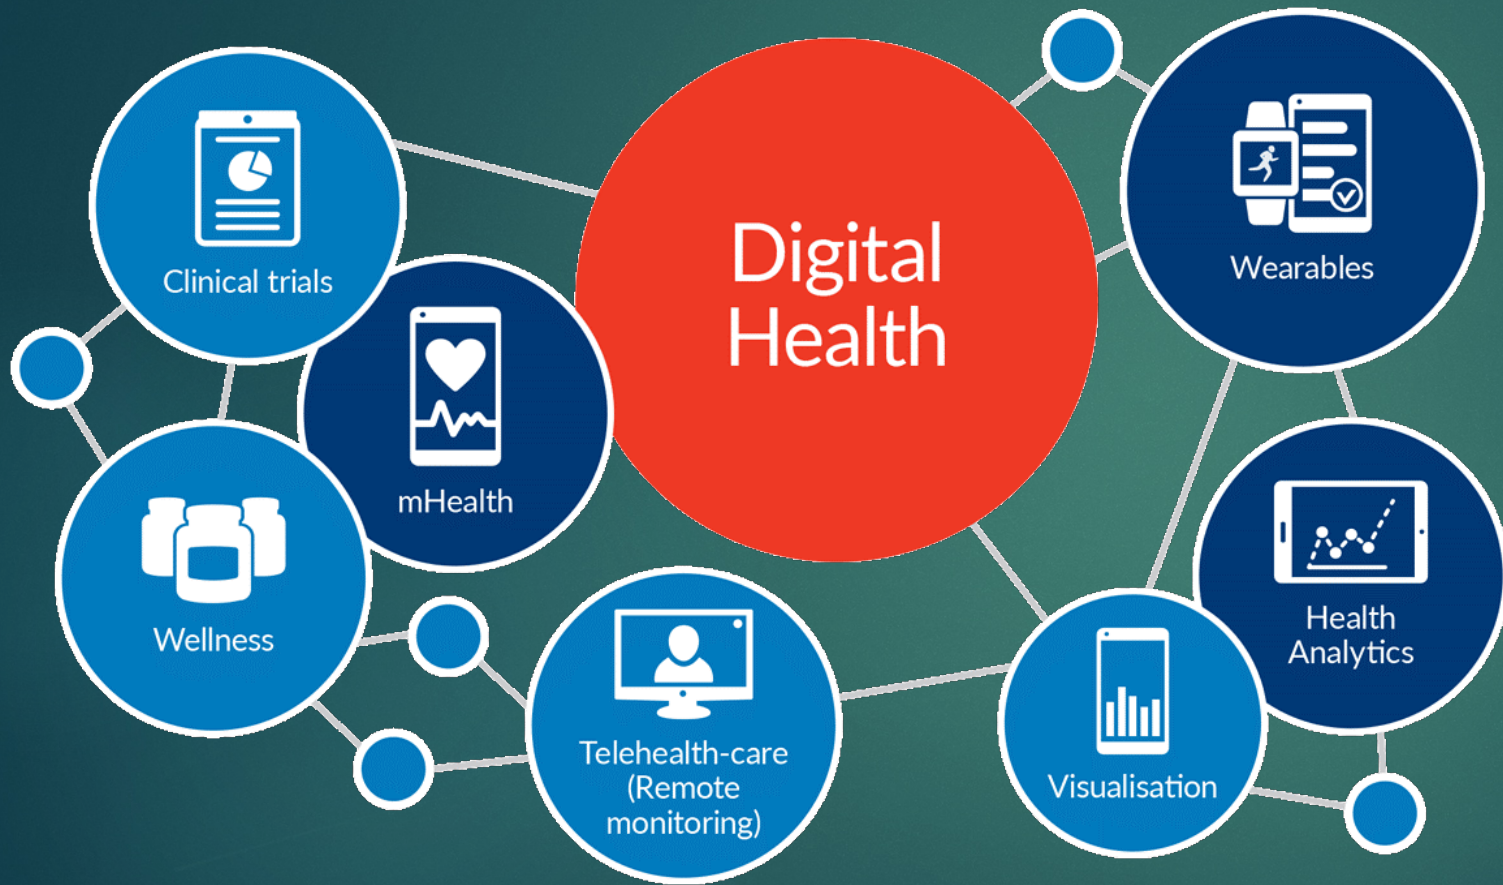 Digital
Health
Clinical trials
Wearables
mHealth
Wellness
Telehealth-care
(Remote
monitoring)
Visualisation
Health
Analytics